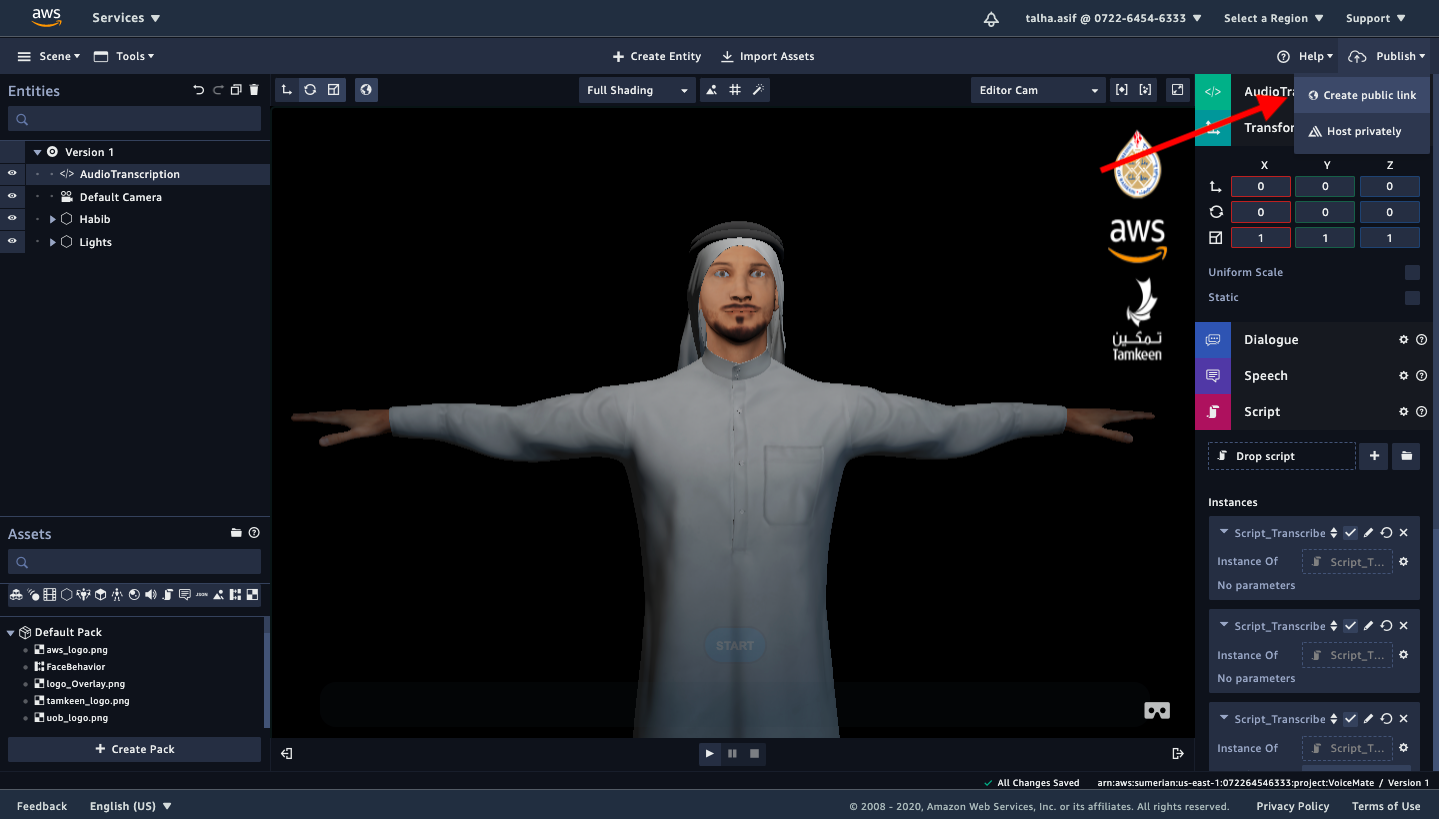 aws
Services
talha.asif @ 0722-6454-6333
Select a Region
Support
Scene
Tools
Create Entity
Import Assets
Help
Publish
Entities
Full Shading
Editor Cam
Version 1
AudioTranscription
Default Camera
Habib
Lights
Create public link
Host privately
AudioTra
Transfor
X Y Z
0 0 0
0 0 0
1 1 1
Uniform Scale
Static
aws
تمكين
Tamkeen
Dialogue
Speech
Script
Drop script
Instances
Script_Transcribe
Instance Of Script_T...
No parameters
Script_Transcribe
Instance Of Script_T...
No parameters
Script_Transcribe
Instance Of Script_T...
START
Assets
JSON
Default Pack
aws_logo.png
FaceBehavior
logo_Overlay.png
tamkeen_logo.png
uob_logo.png
Create Pack
All Changes Saved arn:aws:sumerian:us-east-1:072264546333:project:VoiceMate / Version 1
Feedback
English (US)
© 2008 - 2020, Amazon Web Services, Inc. or its affiliates. All rights reserved.
Privacy Policy
Terms of Use